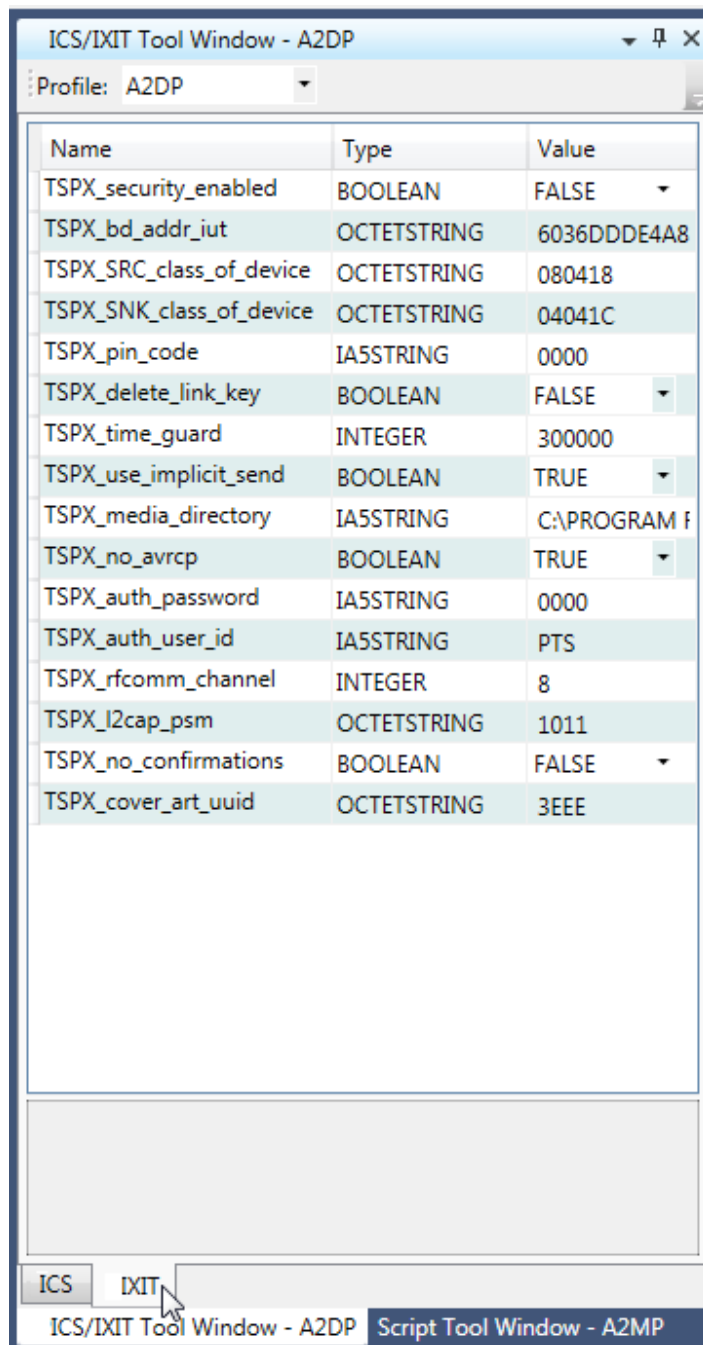 ICS/IXIT Tool Window - A2DP
Profile: A2DP
Name Type Value
TSPX_security_enabled BOOLEAN FALSE
TSPX_bd_addr_iut OCTETSTRING 6036DDDE4A8
TSPX_SRC_class_of_device OCTETSTRING 080418
TSPX_SNK_class_of_device OCTETSTRING 04041C
TSPX_pin_code IA5STRING 0000
TSPX_delete_link_key BOOLEAN FALSE
TSPX_time_guard INTEGER 300000
TSPX_use_implicit_send BOOLEAN TRUE
TSPX_media_directory IA5STRING C:\PROGRAM F
TSPX_no_avrcp BOOLEAN TRUE
TSPX_auth_password IA5STRING 0000
TSPX_auth_user_id IA5STRING PTS
TSPX_rfcomm_channel INTEGER 8
TSPX_l2cap_psm OCTETSTRING 1011
TSPX_no_confirmations BOOLEAN FALSE
TSPX_cover_art_uuid OCTETSTRING 3EEE
ICS IXIT
ICS/IXIT Tool Window - A2DP Script Tool Window - A2MP